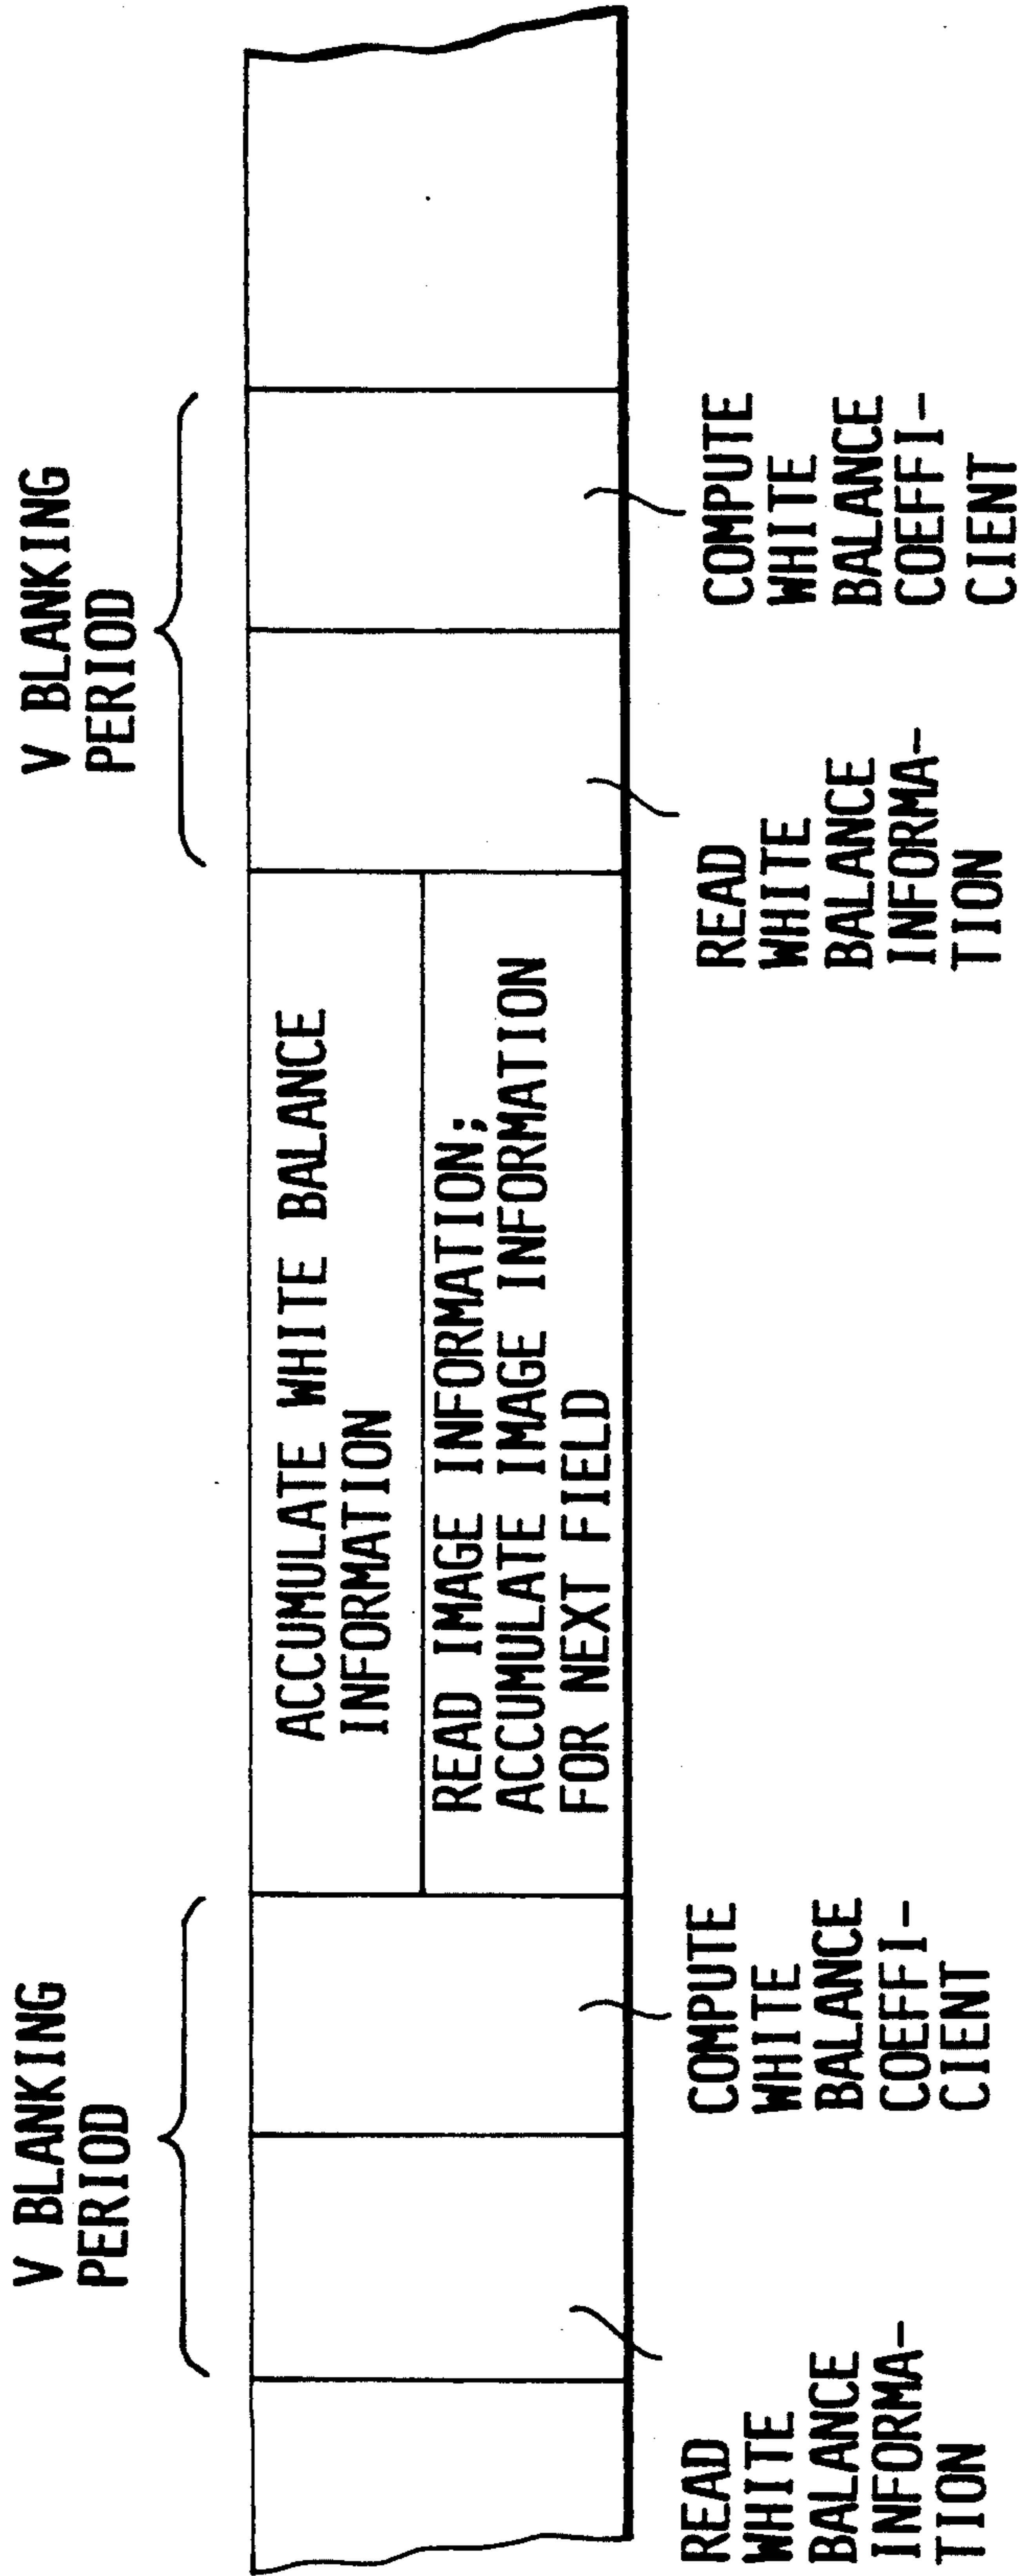 V BLANKING
PERIOD
V BLANKING
PERIOD
ACCUMULATE WHITE BALANCE
INFORMATION
READ IMAGE INFORMATION;
ACCUMULATE IMAGE INFORMATION
FOR NEXT FIELD
READ
WHITE
BALANCE
INFORMA-
TION
COMPUTE
WHITE
BALANCE
COEFFI-
CIENT
READ
WHITE
BALANCE
INFORMA-
TION
COMPUTE
WHITE
BALANCE
COEFFI-
CIENT